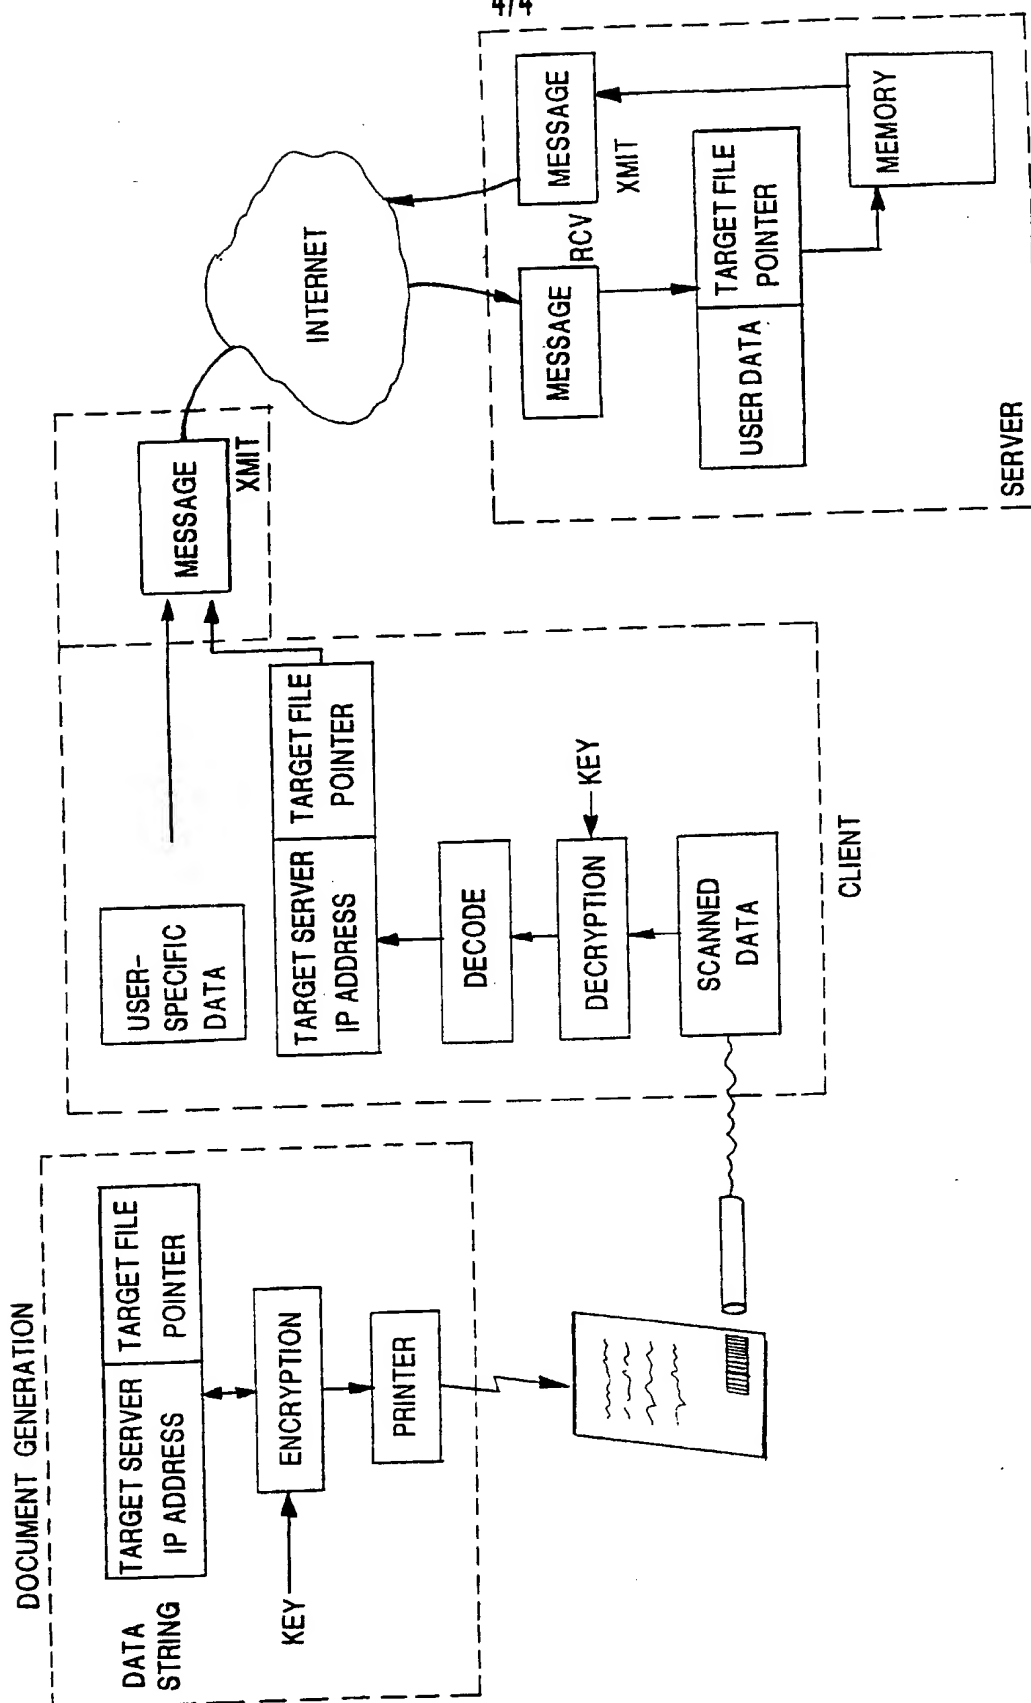 4/4
DOCUMENT GENERATION
DATA
STRING
TARGET SERVER
IP ADDRESS
TARGET FILE
POINTER
KEY
ENCRYPTION
PRINTER
USER-
SPECIFIC
DATA
TARGET SERVER
IP ADDRESS
TARGET FILE
POINTER
DECODE
DECRYPTION
KEY
SCANNED
DATA
CLIENT
MESSAGE
XMIT
INTERNET
MESSAGE
RCV
MESSAGE
XMIT
USER DATA
TARGET FILE
POINTER
MEMORY
SERVER